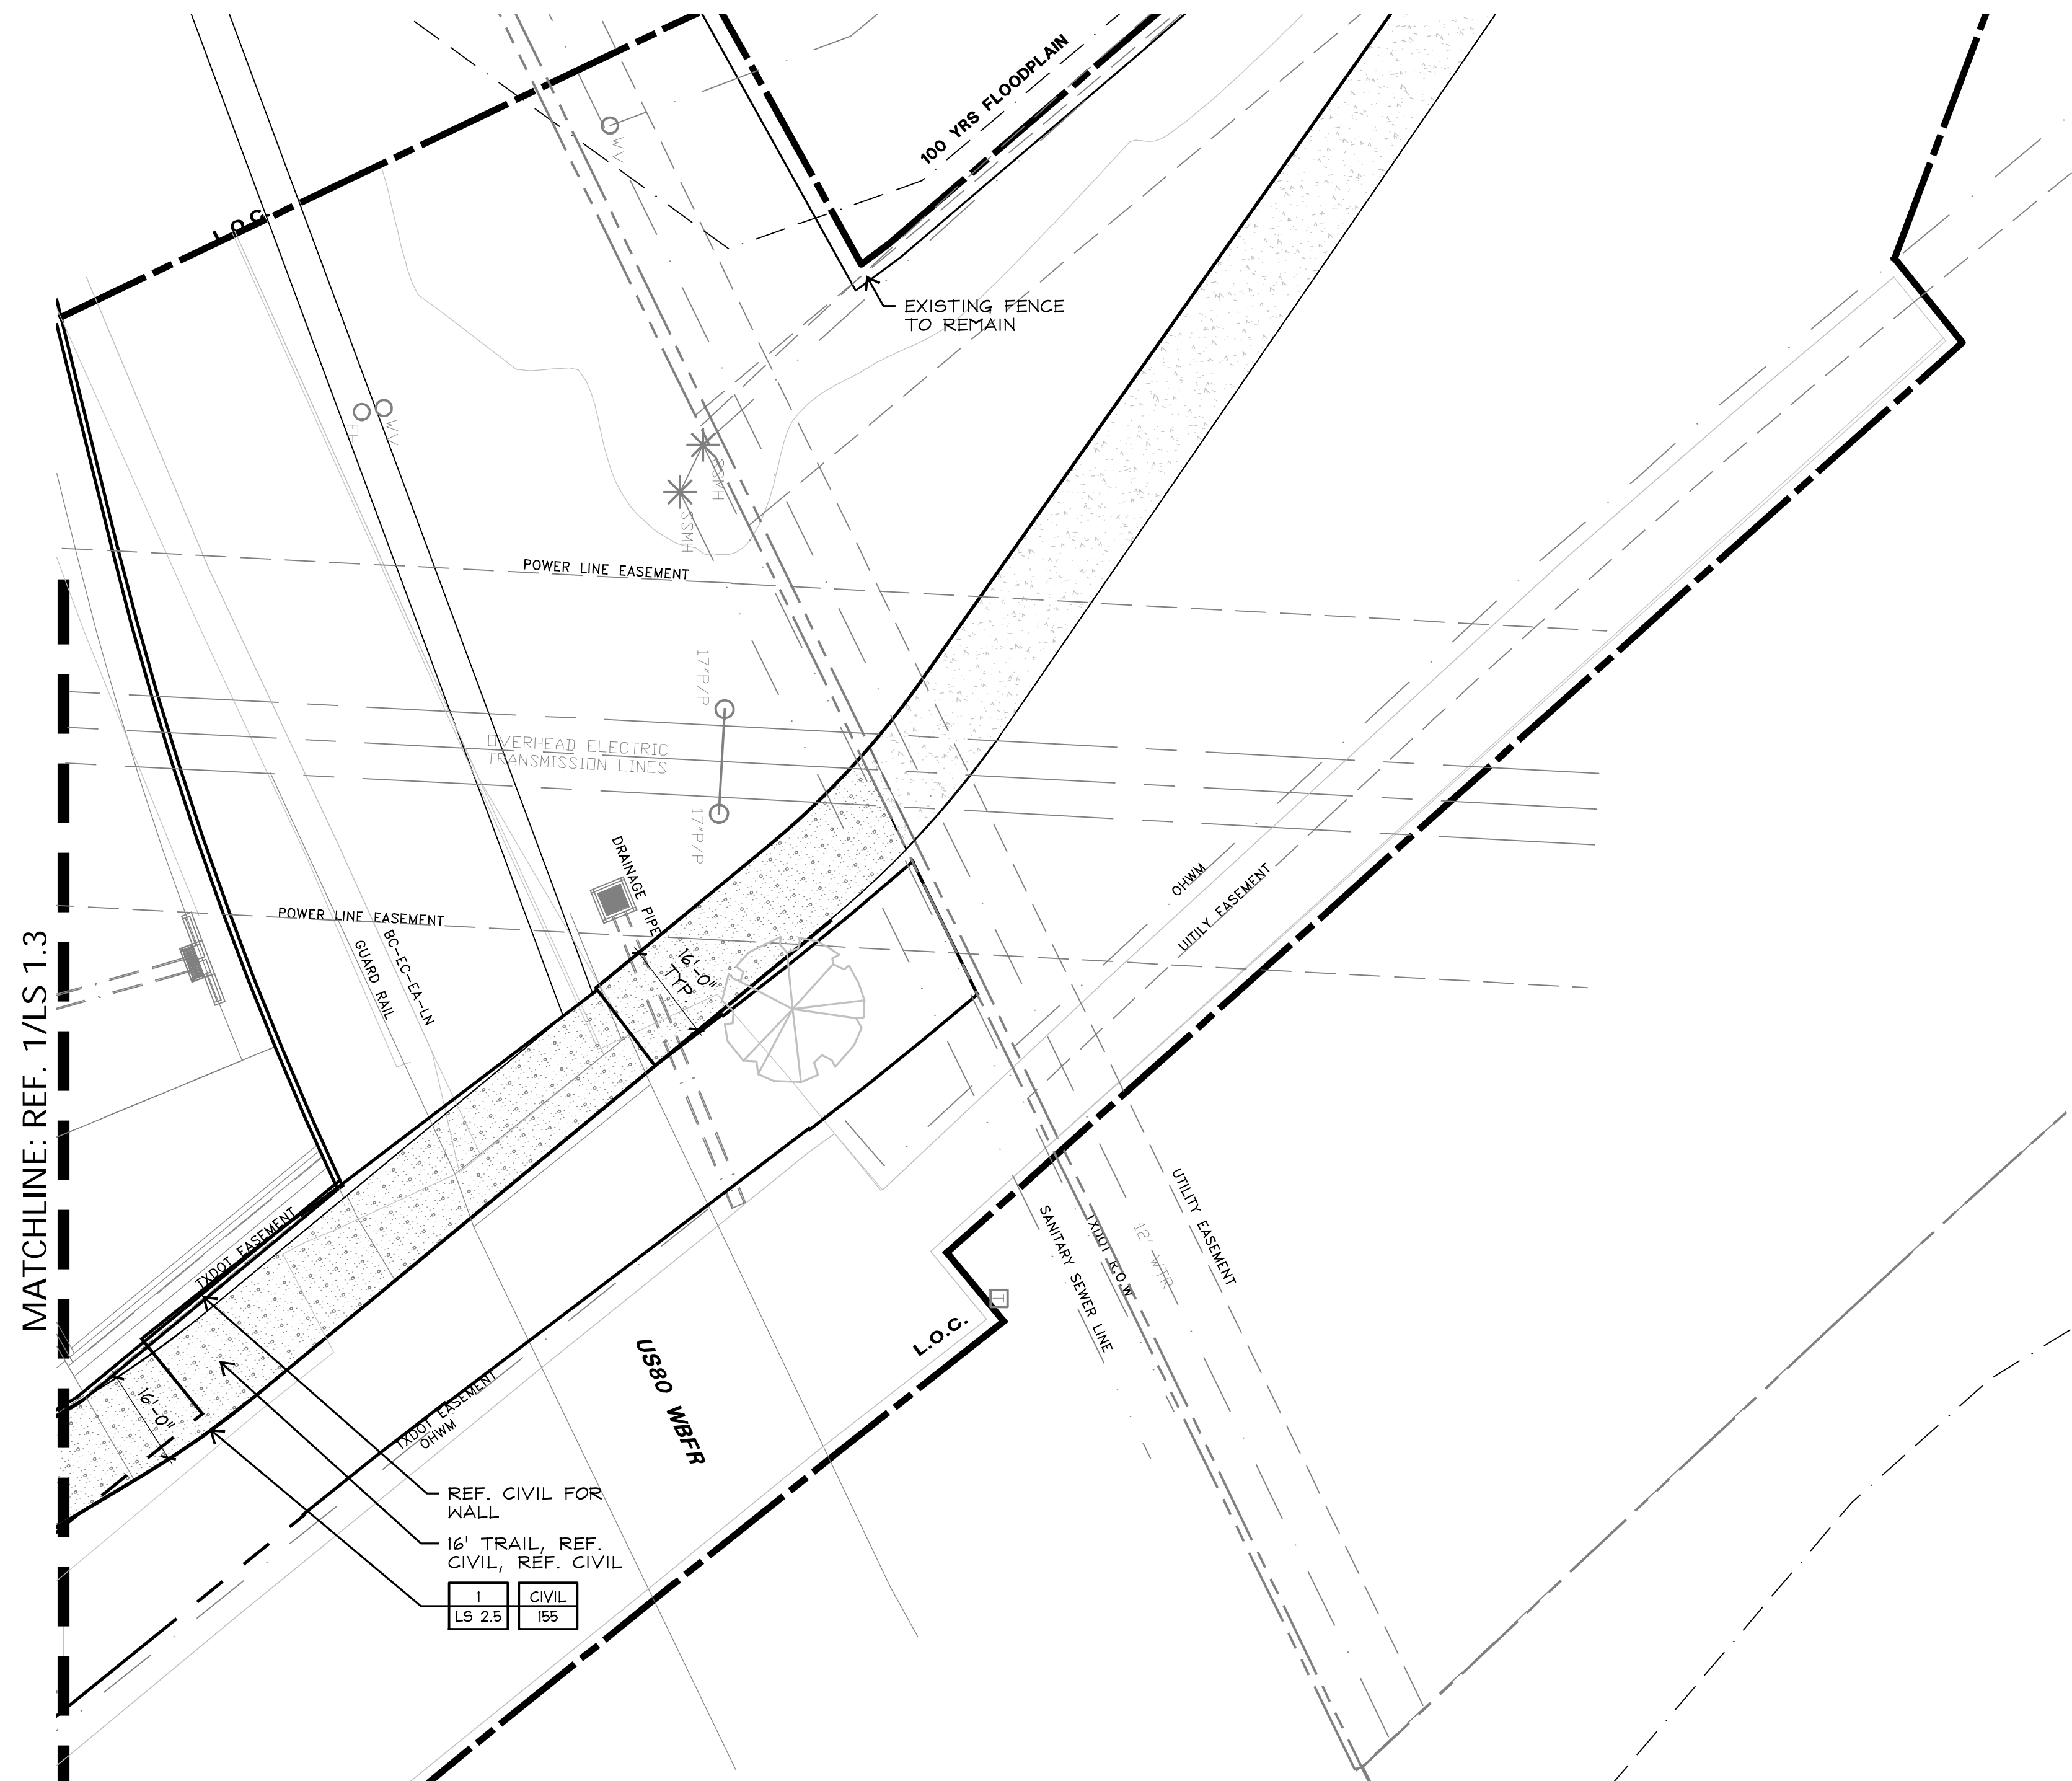 100 YRS FLOODPLAIN
WV
L.O.C.
EXISTING FENCE
TO REMAIN
FH
WV
SSMH
SSMH
POWER LINE EASEMENT
17"P/P
OVERHEAD ELECTRIC
TRANSMISSION LINES
17"P/P
DRAINAGE PIPE
OHWM
UITILY EASEMENT
POWER LINE EASEMENT
BC-EC-EA-LN
GUARD RAIL
16'-0"
TYP.
MATCHLINE: REF. 1/LS 1.3
TXDOT EASEMENT
UTILITY EASEMENT
12" WTR
TXDOT R.O.W
SANITARY SEWER LINE
T
L.O.C.
US80 WBFR
16'-0"
TXDOT EASEMENT
OHWM
REF. CIVIL FOR
WALL
16' TRAIL, REF.
CIVIL, REF. CIVIL
1 CIVIL
LS 2.5 155